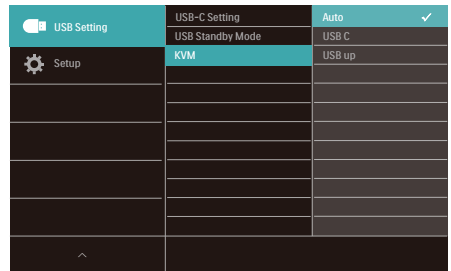 USB Setting
Setup
USB-C Setting
USB Standby Mode
KVM
Auto
USB C
USB up